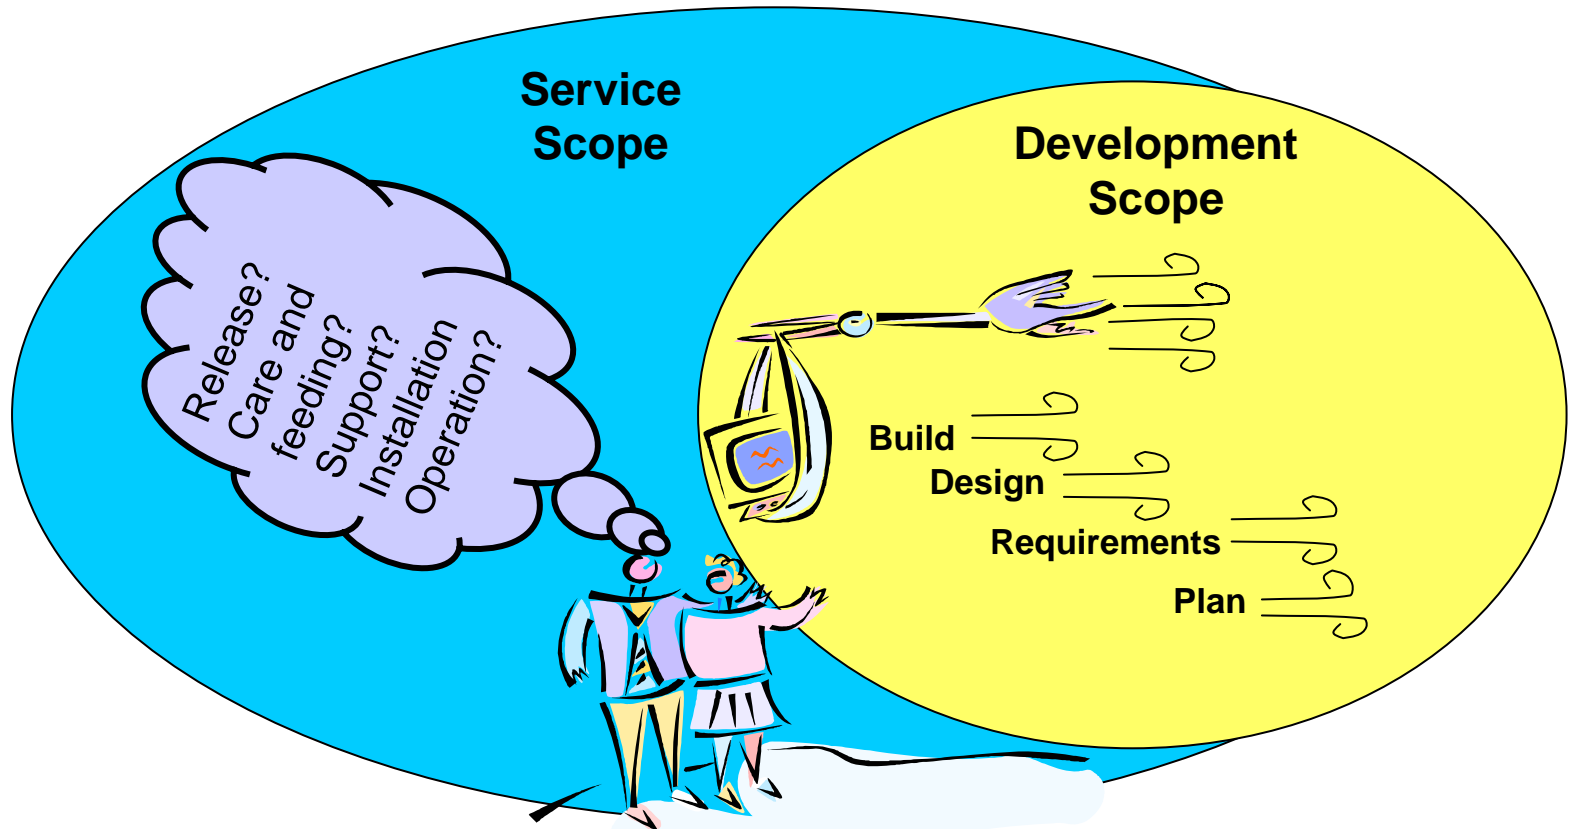 Service
Scope
Development
Scope
Release?
Care and
feeding?
Support?
Installation
Operation?
Build
Design
Requirements
Plan